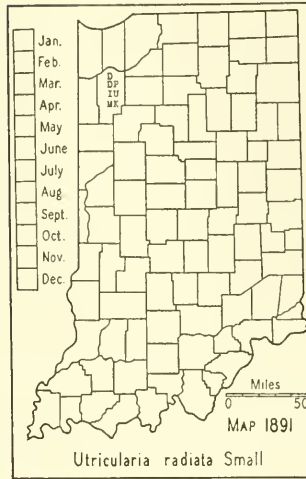 Jan.
Feb.
Mar.
Apr.
May
June
July
Aug
Sept.
Oct.
Nov.
Dec.
D
DP
IU
MK
Miles
0 50
MAP 1891
Utricularia radiata Small